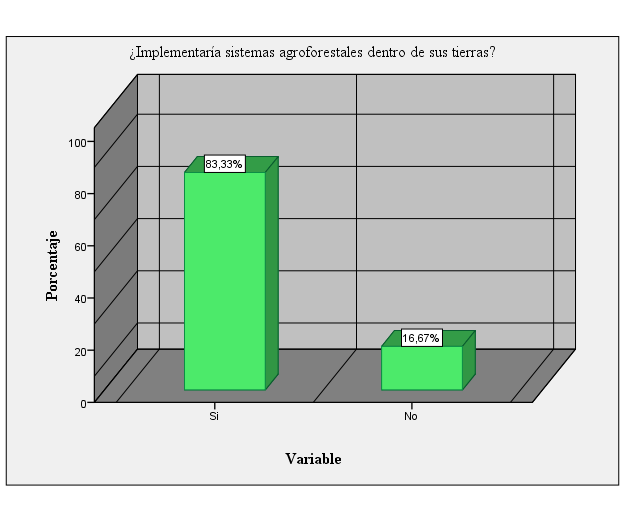 ¿Implementaría sistemas agroforestales dentro de sus tierras?
100
80
60
40
20
0
Porcentaje
83,33%
16,67%
Si
No
Variable